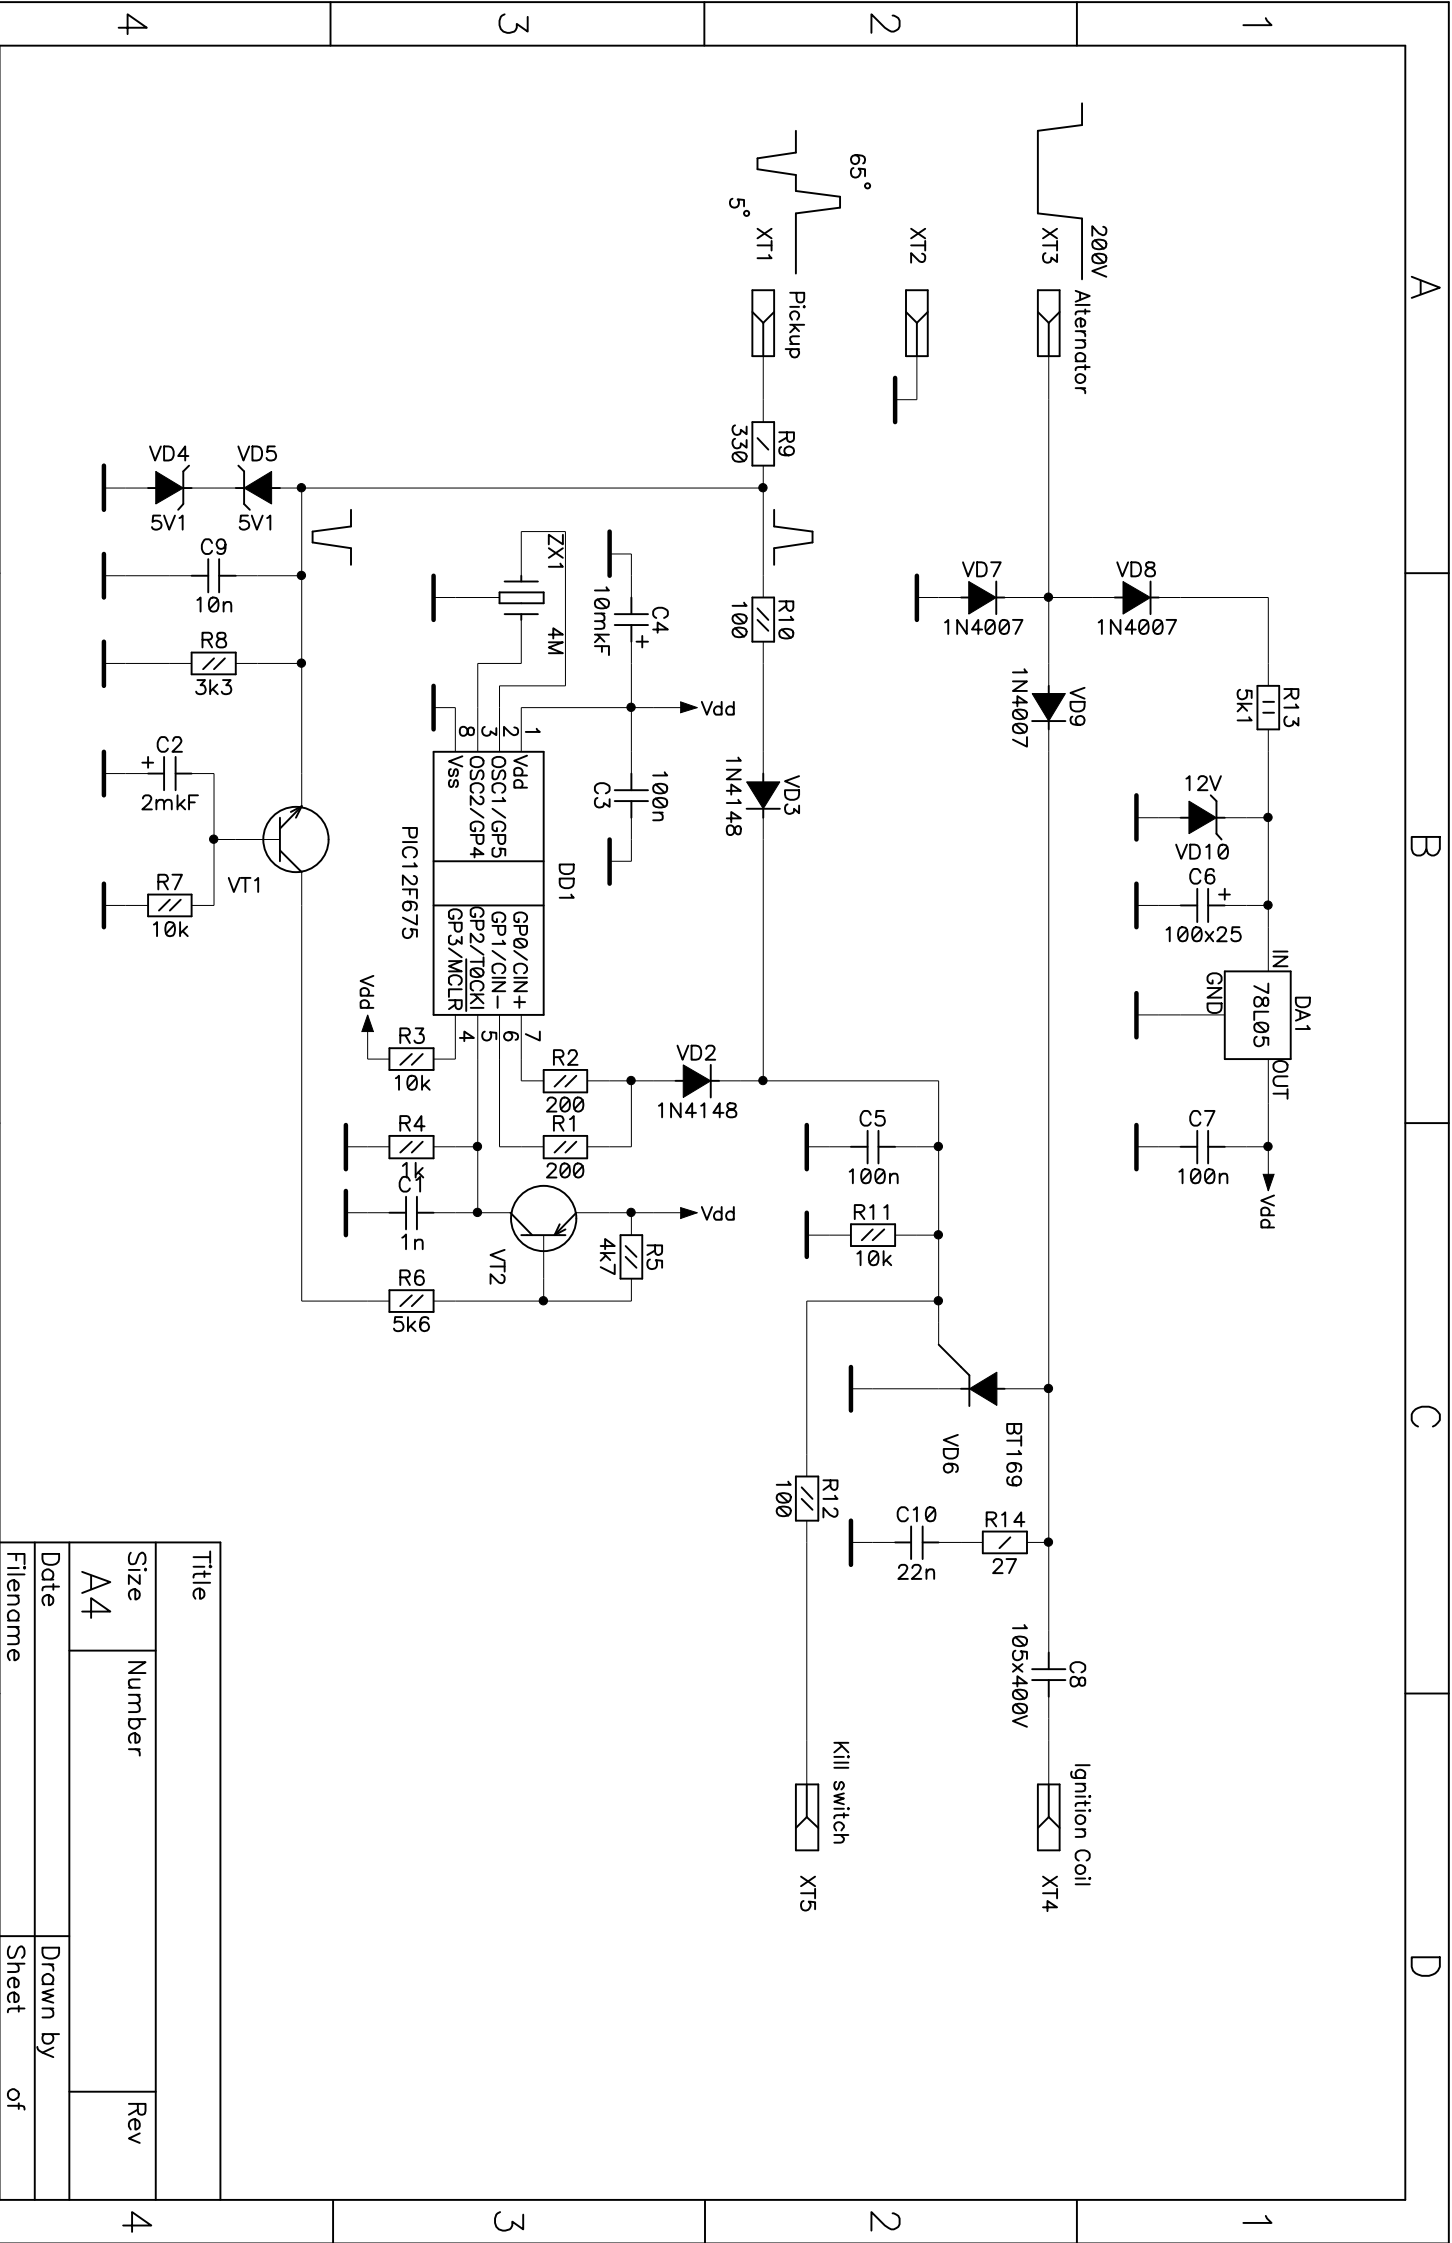 A
B
C
D
1
2
3
4
1
2
3
4
200V
XT3
Alternator
XT2
65°
5°
XT1
Pickup
R9
330
VD8
1N4007
VD7
1N4007
VD9
1N4007
R13
5k1
12V
VD10
C6
100x25
DA1
IN
78L05
GND
OUT
C7
100n
Vdd
R10
100
VD3
1N4148
C5
100n
R11
10k
BT169
VD6
R14
27
C10
22n
C8
105x400V
Ignition Coil
XT4
R12
100
Kill switch
XT5
ZX1
4M
C4
+
10mkF
Vdd
100n
C3
DD1
1
2
3
8
Vdd
OSC1/GP5
OSC2/GP4
Vss
GP0/CIN+
GP1/CIN-
GP2/T0CKI
GP3/MCLR
7
6
5
4
PIC12F675
VD2
1N4148
R2
200
R1
200
Vdd
R3
10k
R4
1k
C1
1n
VT2
Vdd
R5
4k7
R6
5k6
VD5
5V1
VD4
5V1
C9
10n
R8
3k3
C2
+
2mkF
R7
10k
VT1
Title
Size
A4
Number
Rev
Date
Drawn by
Filename
Sheet of